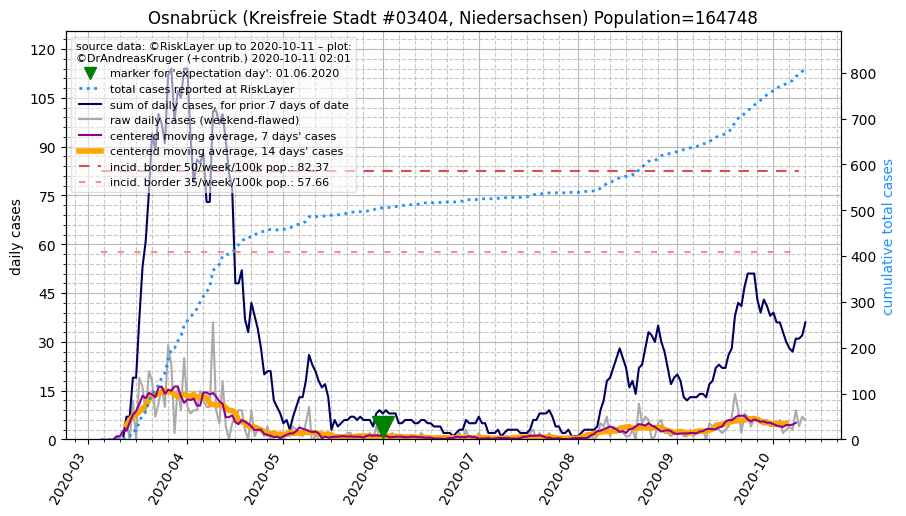 Osnabrück (Kreisfreie Stadt #03404, Niedersachsen) Population=164748
source data: ©RiskLayer up to 2020-10-11 – plot:
©DrAndreasKruger (+contrib.) 2020-10-11 02:01
marker for 'expectation day': 01.06.2020
total cases reported at RiskLayer
sum of daily cases, for prior 7 days of date
raw daily cases (weekend-flawed)
centered moving average, 7 days' cases
centered moving average, 14 days' cases
incid. border 50/week/100k pop.: 82.37
incid. border 35/week/100k pop.: 57.66
daily cases
120
105
90
75
60
45
30
15
0
cumulative total cases
800
700
600
500
400
300
200
100
0
2020-03
2020-04
2020-05
2020-06
2020-07
2020-08
2020-09
2020-10